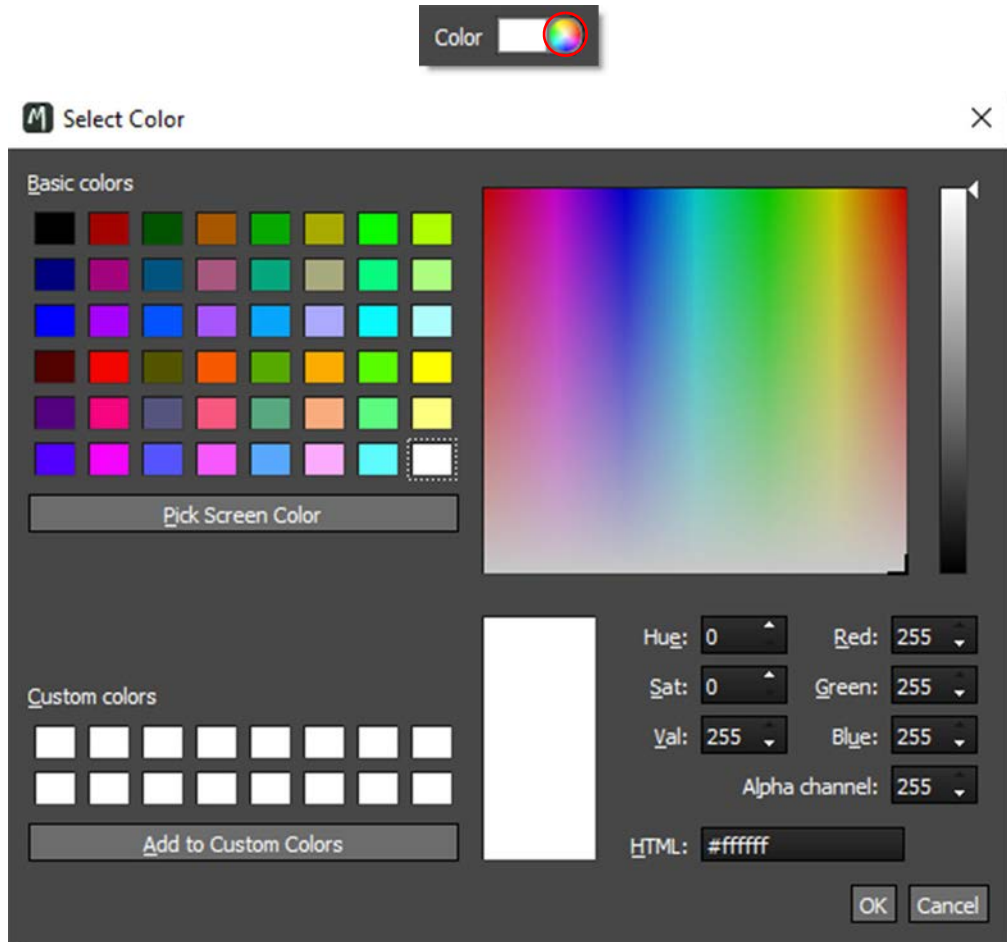 Color
Select Color
Basic colors
Pick Screen Color
Custom colors
Add to Custom Colors
Hue: 0 Red: 255
Sat: 0 Green: 255
Val: 255 Blue: 255
Alpha channel: 255
HTML: #ffffff
OK Cancel